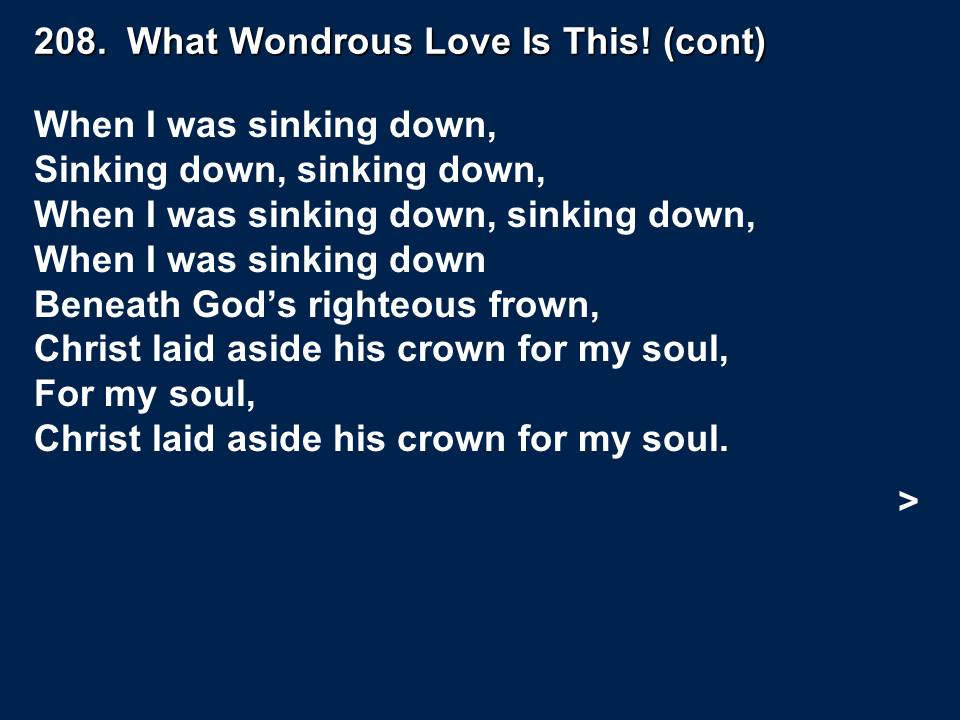 208.  What Wondrous Love Is This! (cont)
When I was sinking down,
Sinking down, sinking down,
When I was sinking down, sinking down,
When I was sinking down
Beneath God’s righteous frown,
Christ laid aside his crown for my soul,
For my soul,
Christ laid aside his crown for my soul.
>